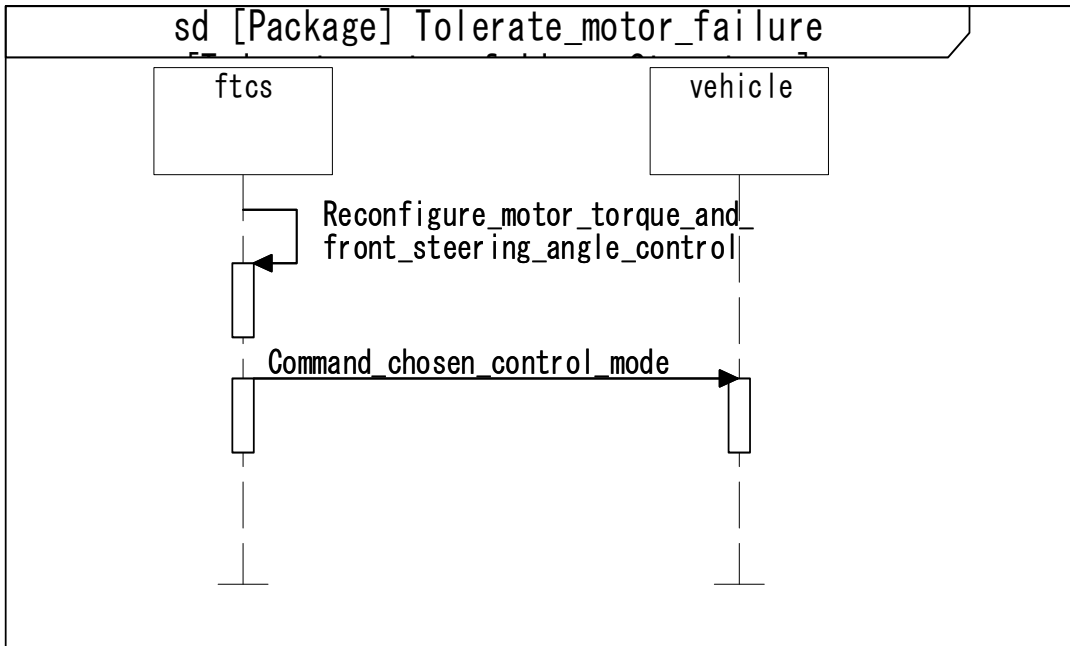 sd [Package] Tolerate_motor_failure
ftcs
vehicle
Reconfigure_motor_torque_and_
front_steering_angle_control
Command_chosen_control_mode